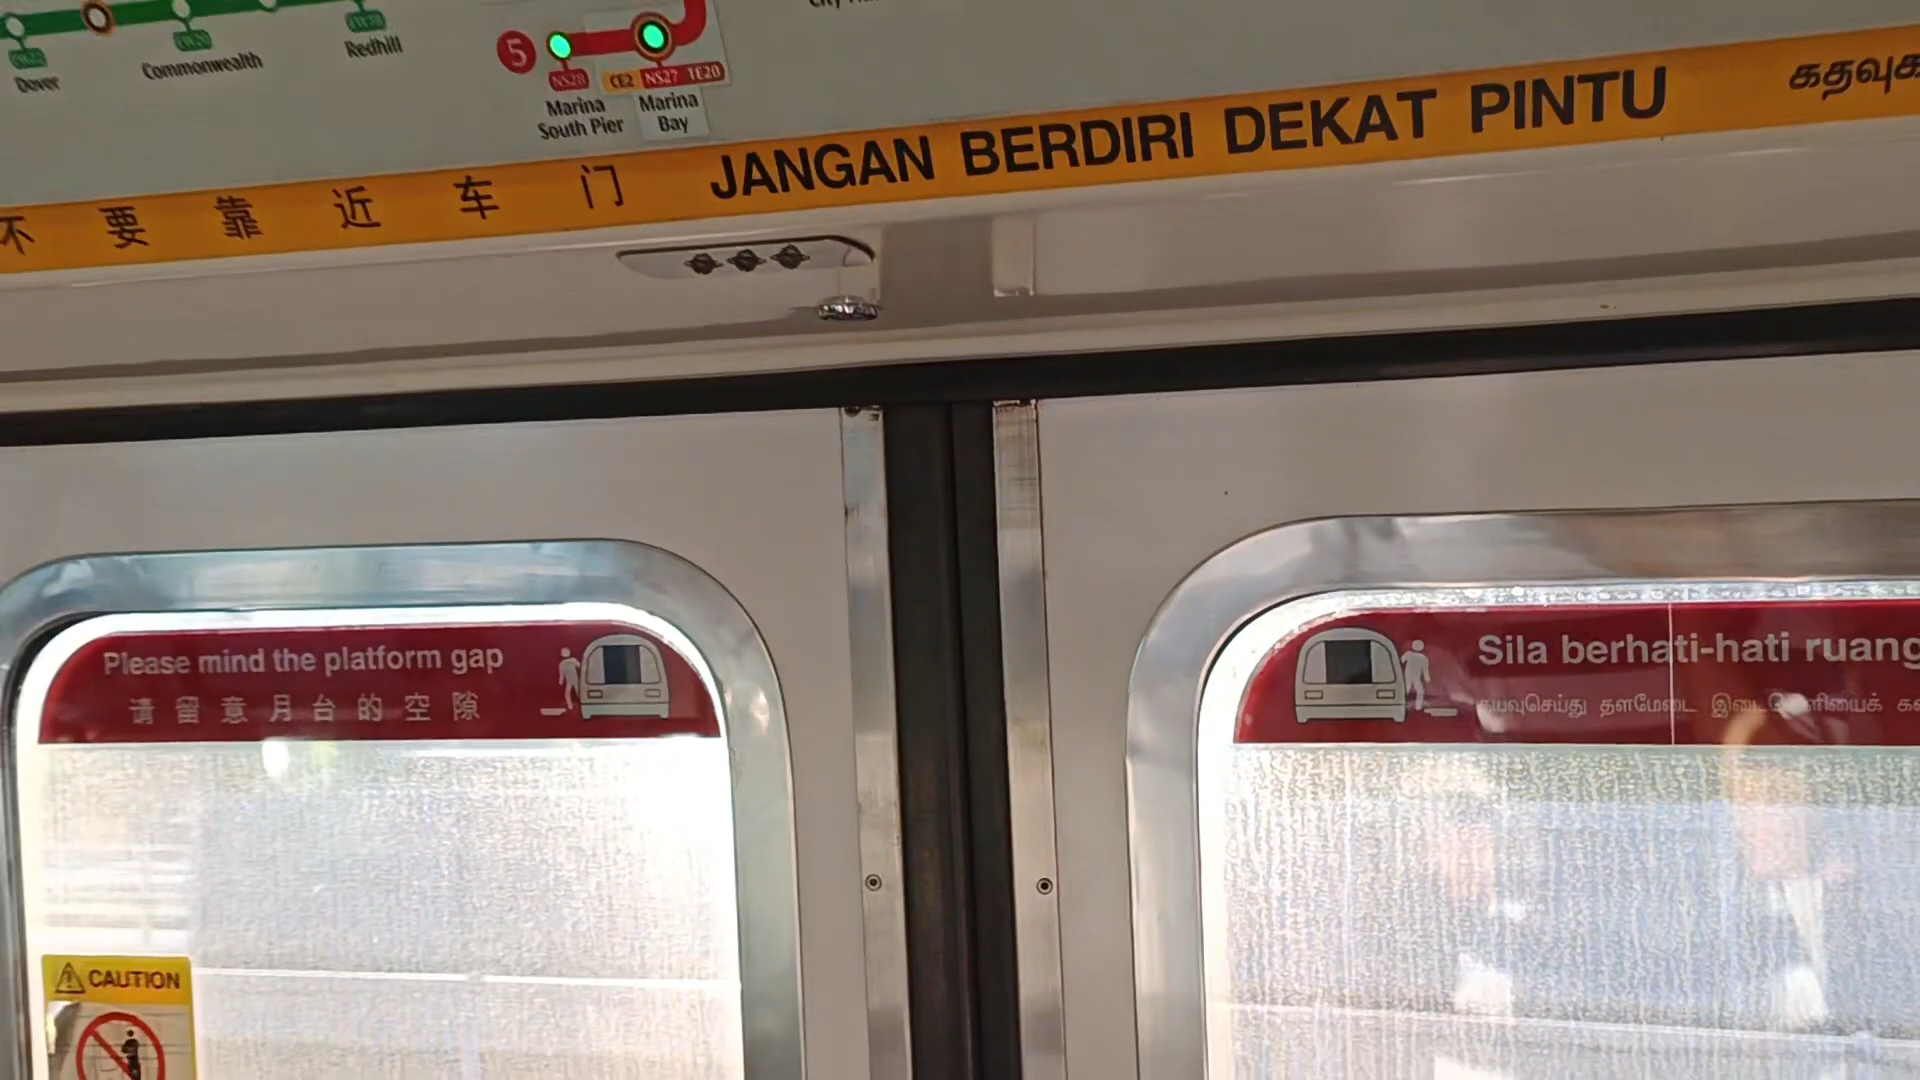 Dover
Commonwealth
Redhill
5
NS28
CE2 NS27 TE20
Marina
South Pier
Marina
Bay
不要靠近车门
JANGAN BERDIRI DEKAT PINTU
Please mind the platform gap
请留意月台的空隙
Sila berhati-hati ruang
தளமேடை
CAUTION